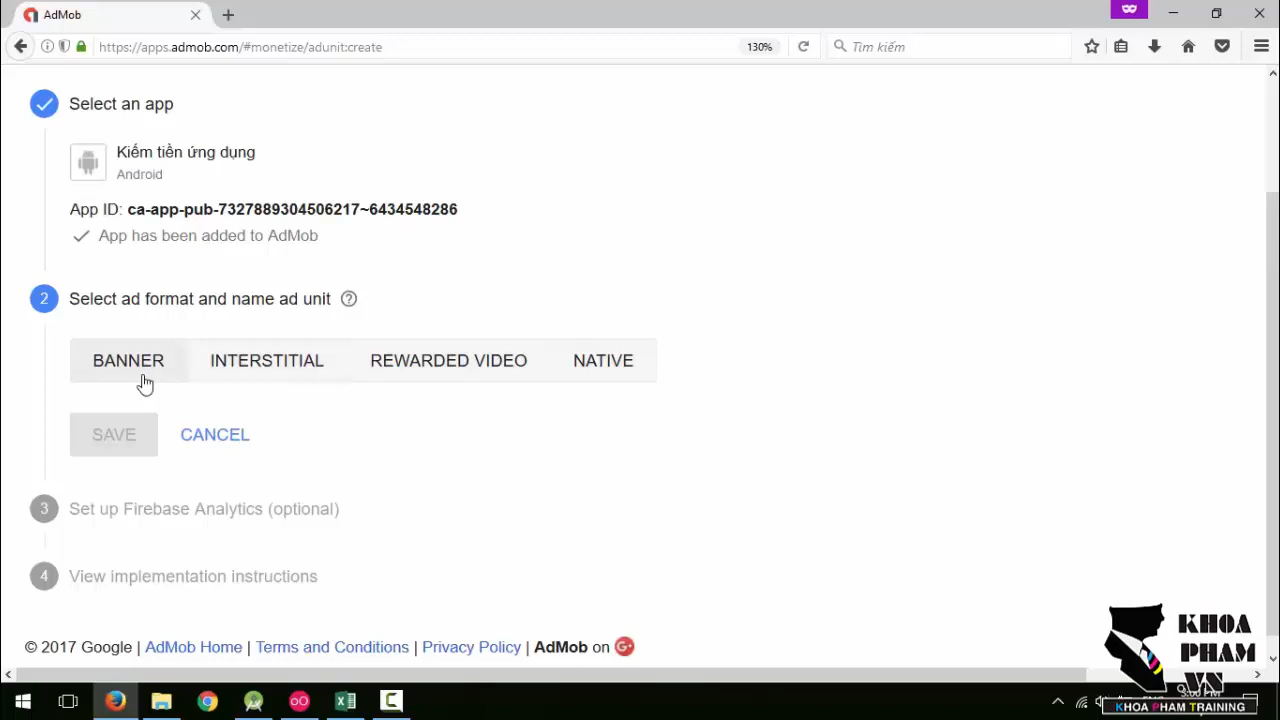 AdMob
https://apps.admob.com/#monetize/adunit:create
130%
Tìm kiếm
Select an app
Kiếm tiền ứng dụng
Android
App ID: ca-app-pub-7327889304506217~6434548286
App has been added to AdMob
2 Select ad format and name ad unit ?
BANNER INTERSTITIAL REWARDED VIDEO NATIVE
SAVE CANCEL
3 Set up Firebase Analytics (optional)
4 View implementation instructions
© 2017 Google | AdMob Home | Terms and Conditions | Privacy Policy | AdMob on G+
KHOA
PHAM
VN
KHOA PHAM TRAINING